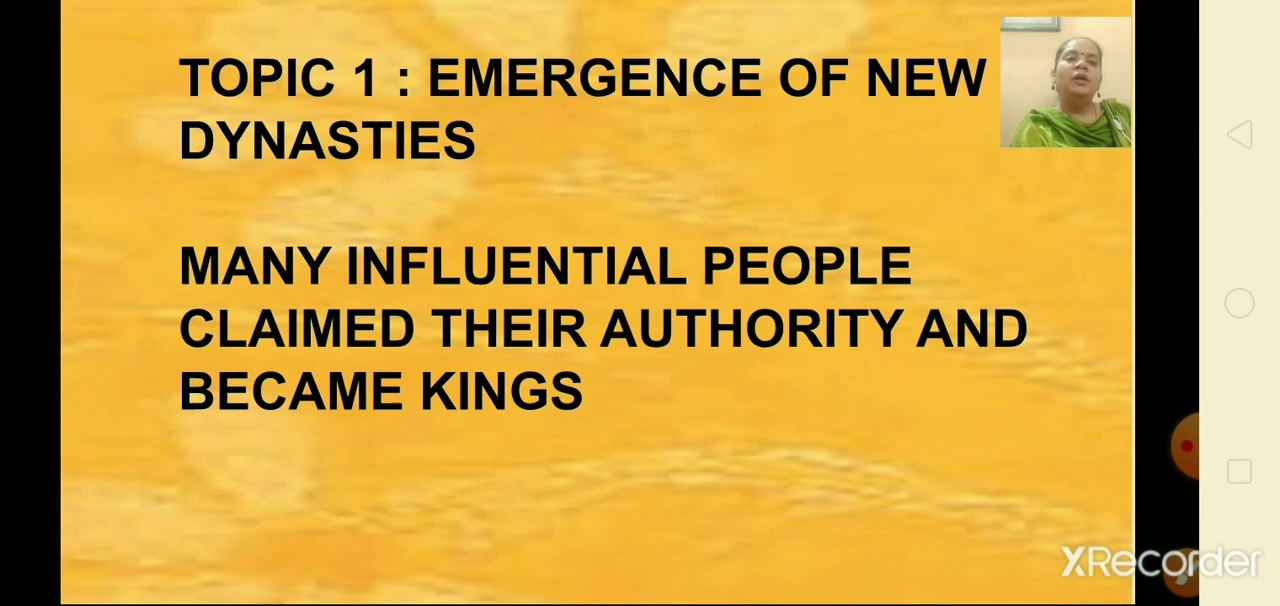 TOPIC 1 : EMERGENCE OF NEW
DYNASTIES
MANY INFLUENTIAL PEOPLE
CLAIMED THEIR AUTHORITY AND
BECAME KINGS
XRecorder